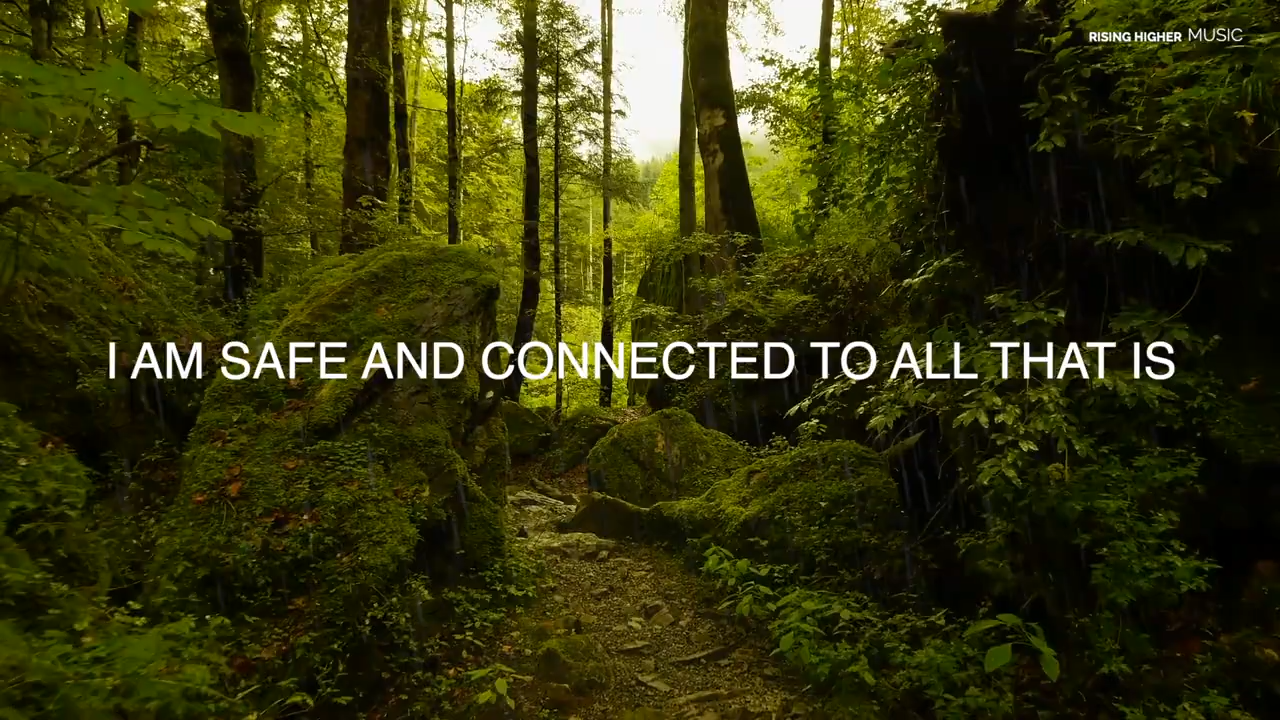 RISING HIGHER MUSIC
I AM SAFE AND CONNECTED TO ALL THAT IS